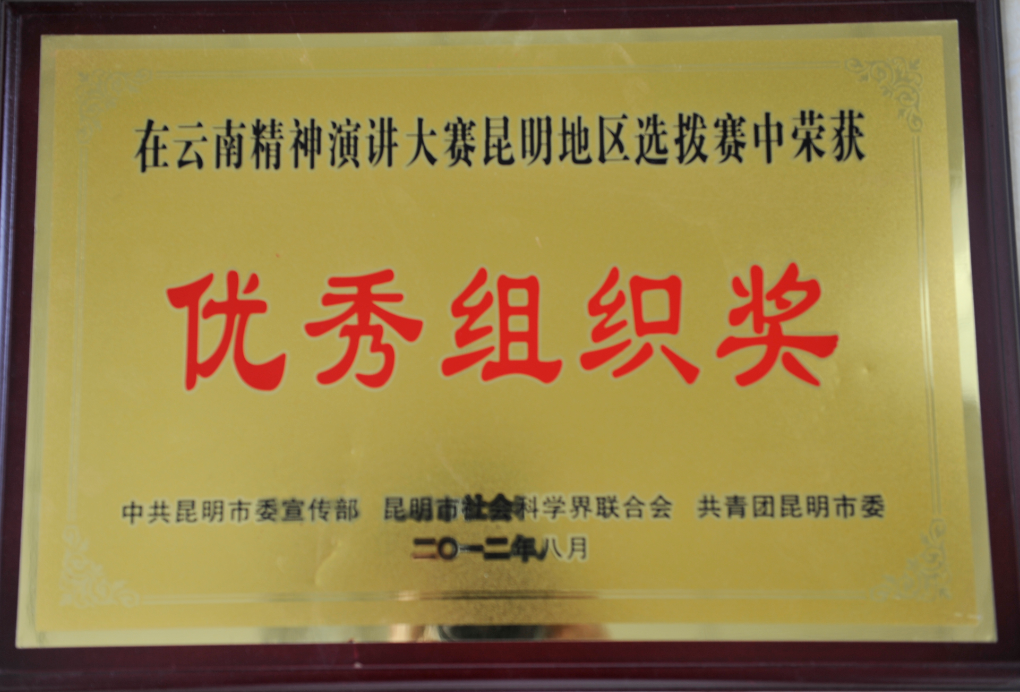 在云南精神演讲大赛昆明地区选拨赛中荣获
优秀组织奖
中共昆明市委宣传部 昆明市社会科学界联合会 共青团昆明市委
二〇一二年八月